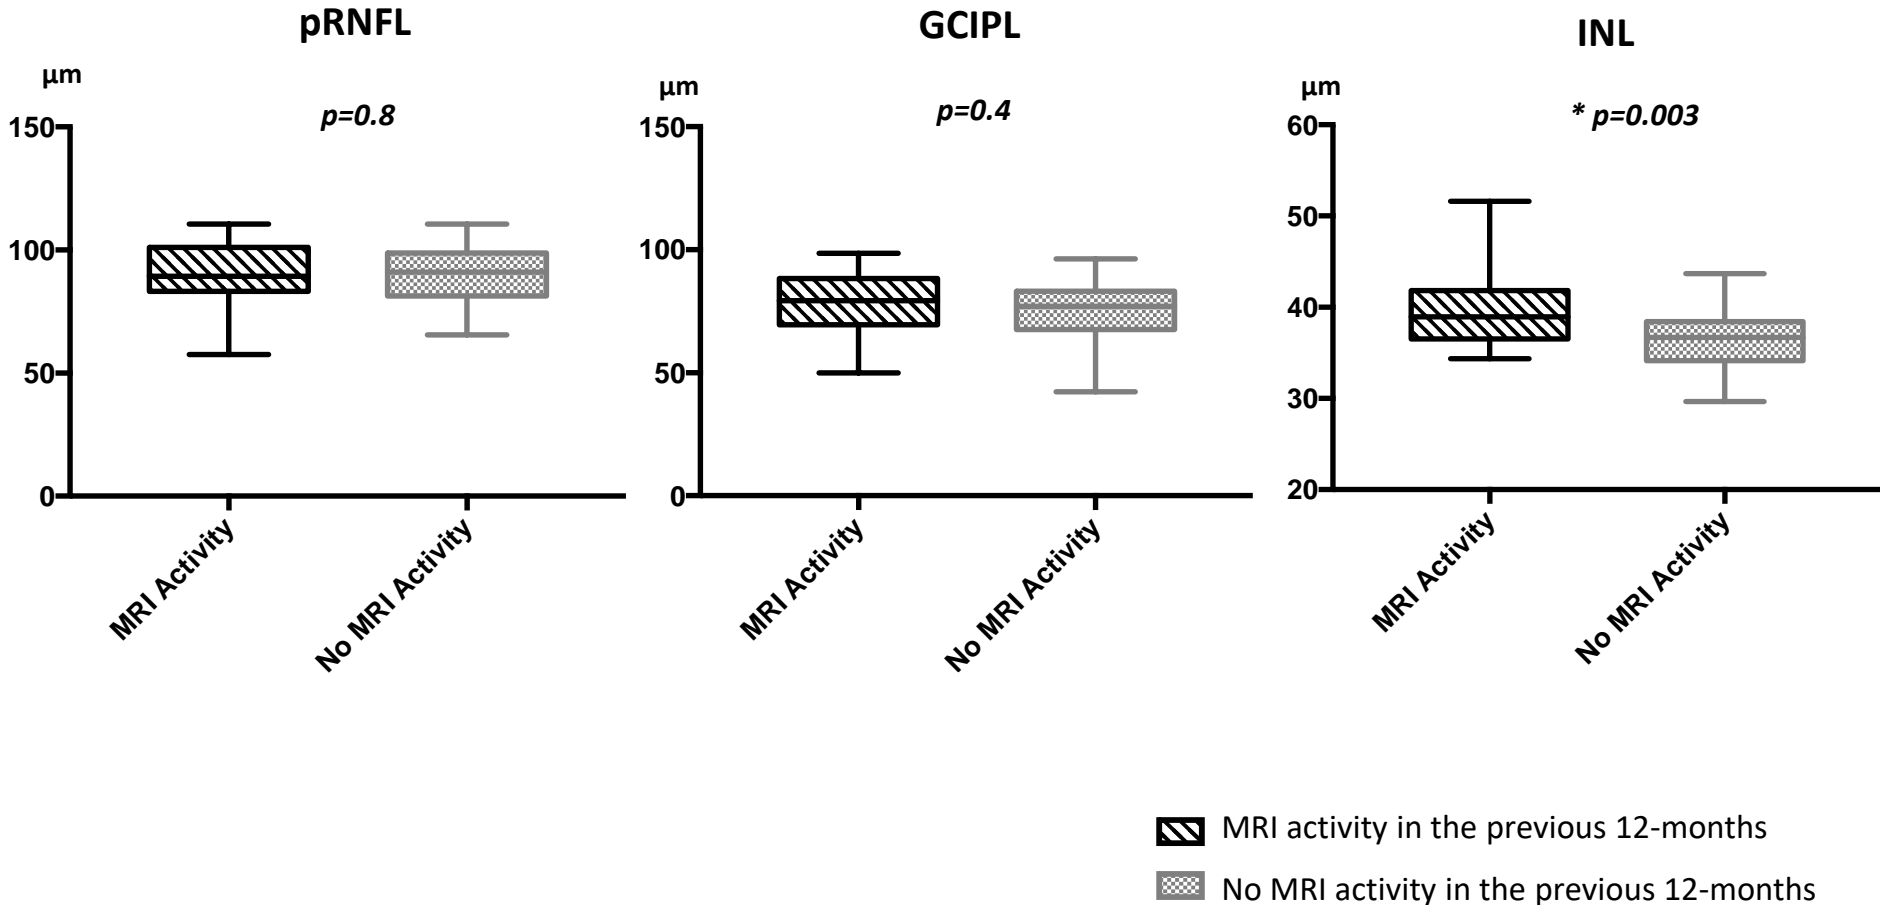 pRNFL
µm
p=0.8
150
100
50
0
MRI Activity
No MRI Activity
GCIPL
µm
p=0.4
150
100
50
0
MRI Activity
No MRI Activity
INL
µm
* p=0.003
60
50
40
30
20
MRI Activity
No MRI Activity
MRI activity in the previous 12-months
No MRI activity in the previous 12-months